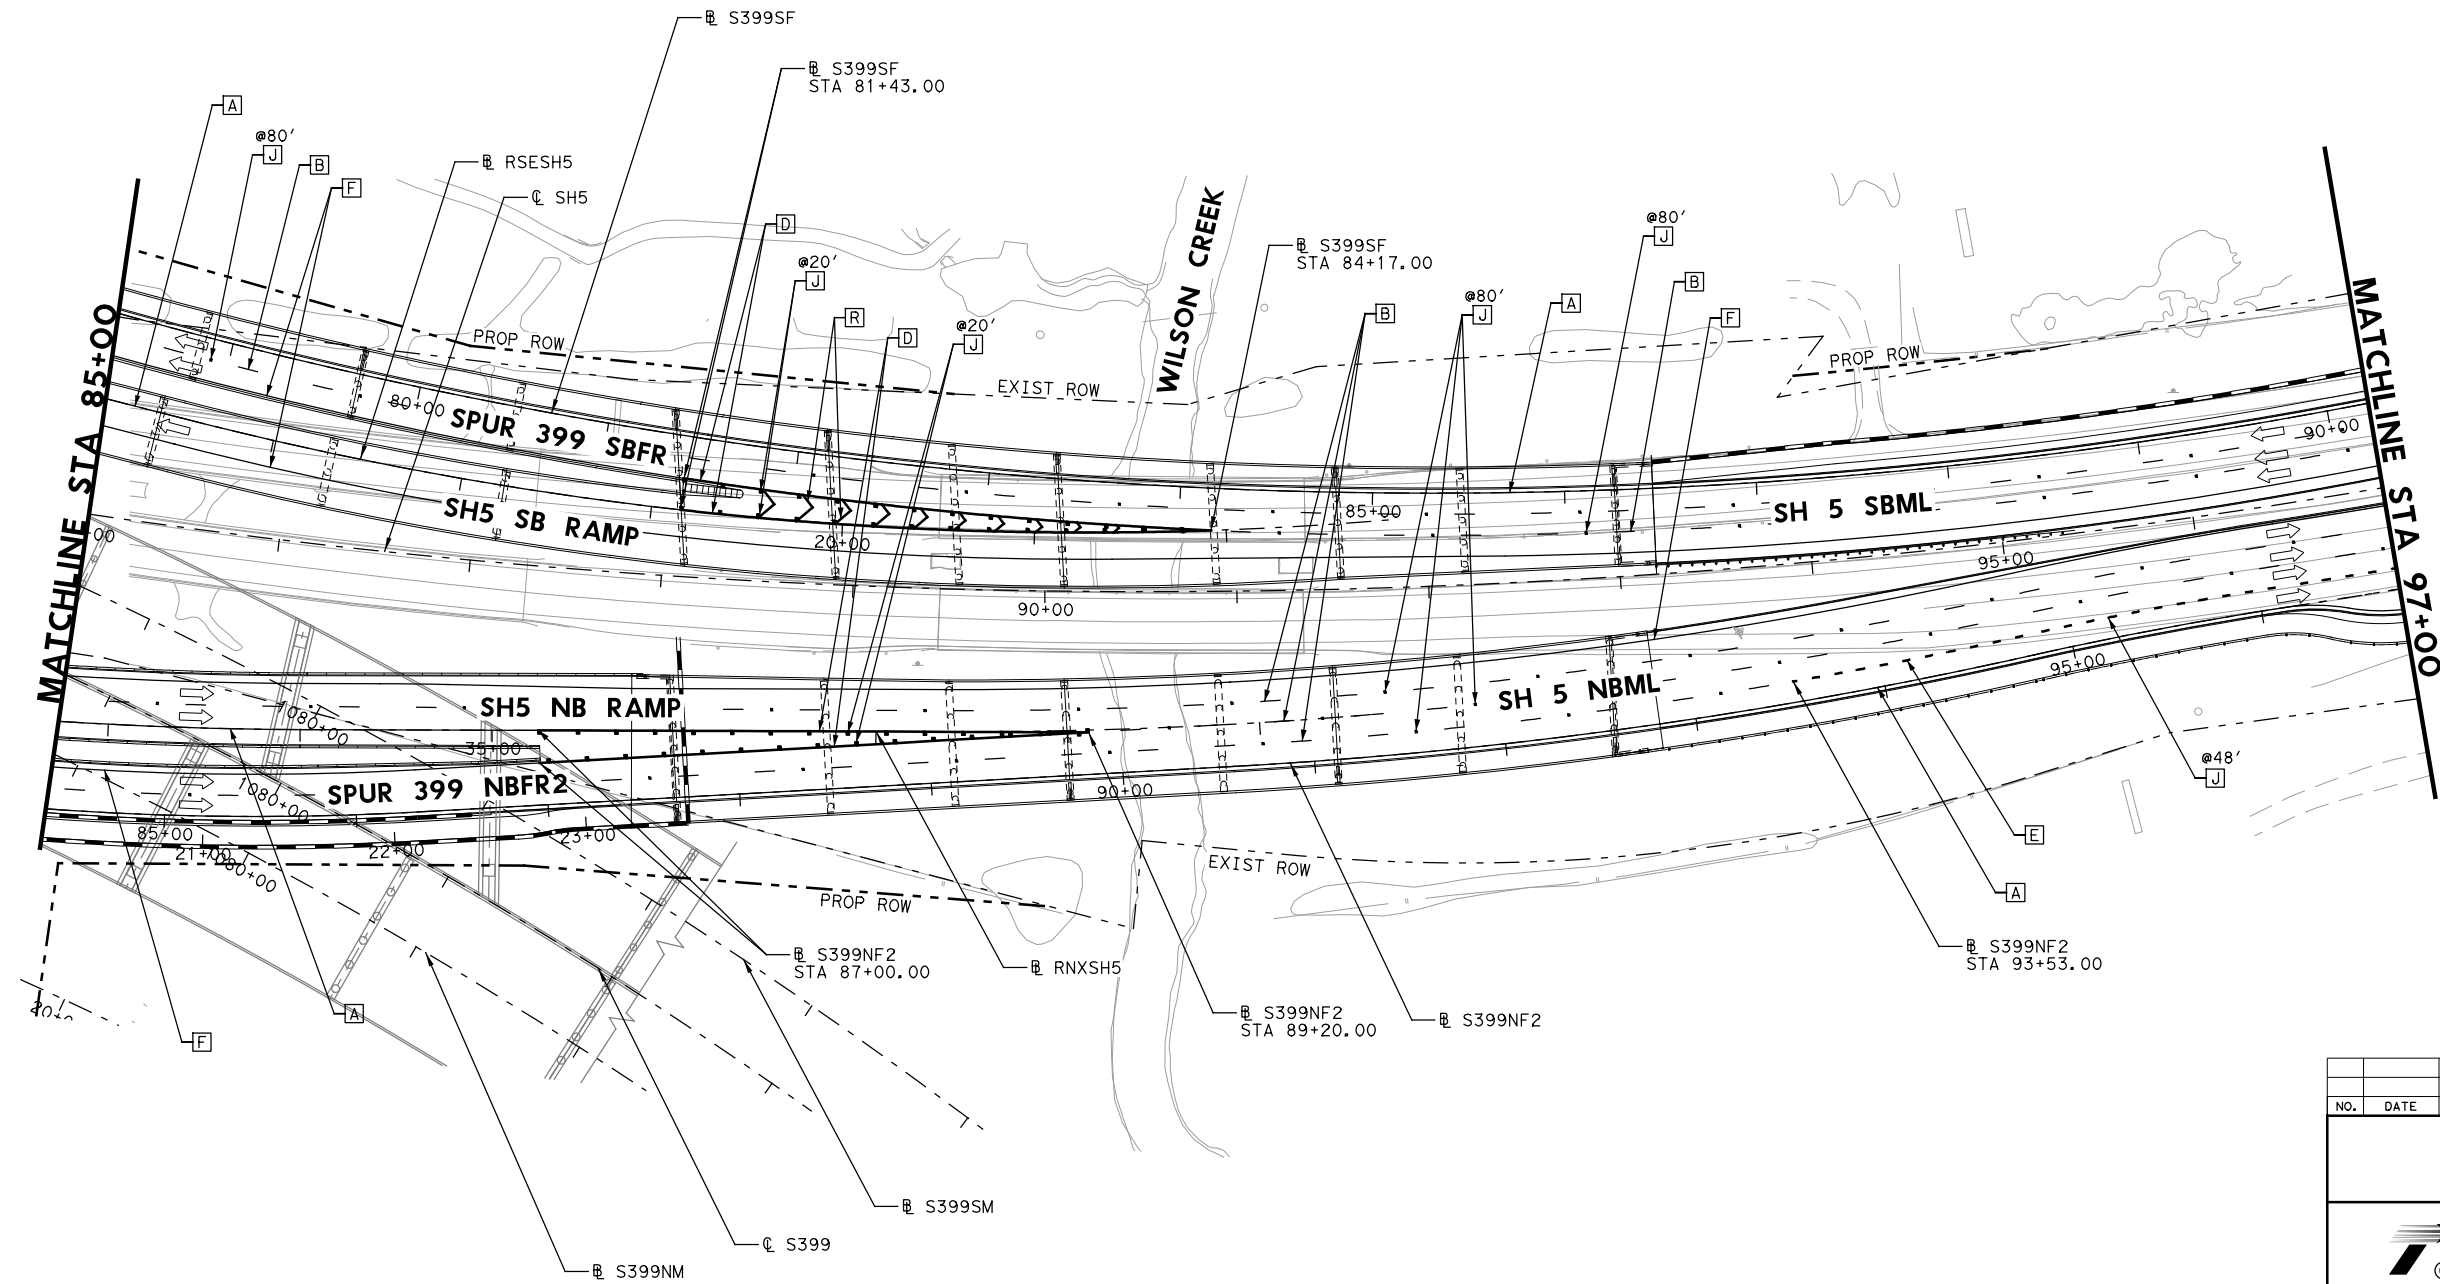 ℄ S399SF
B S399SF
STA 81+43.00
A
@80'
J
B
F
B RSESH5
℄ SH5
D
@20'
J
R
D
@20'
J
WILSON CREEK
B S399SF
STA 84+17.00
B
@80'
J
A
@80'
J
B
F
PROP ROW
EXIST ROW
PROP ROW
MATCHLINE STA 85+00
MATCHLINE STA 97+00
80+00
SPUR 399 SBFR
SH5 SB RAMP
20+00
85+00
SH 5 SBML
90+00
95+00
90+00
SH5 NB RAMP
SH 5 NBML
95+00
1080+00
35+00
SPUR 399 NBFR2
1080+00
90+00
85+00
21+00
1080+00
22+00
23+00
EXIST ROW
PROP ROW
@48'
J
E
A
B S399NF2
STA 87+00.00
B RNXSH5
B S399NF2
STA 93+53.00
B S399NF2
STA 89+20.00
B S399NF2
A
F
B S399SM
℄ S399
B S399NM
NO. DATE